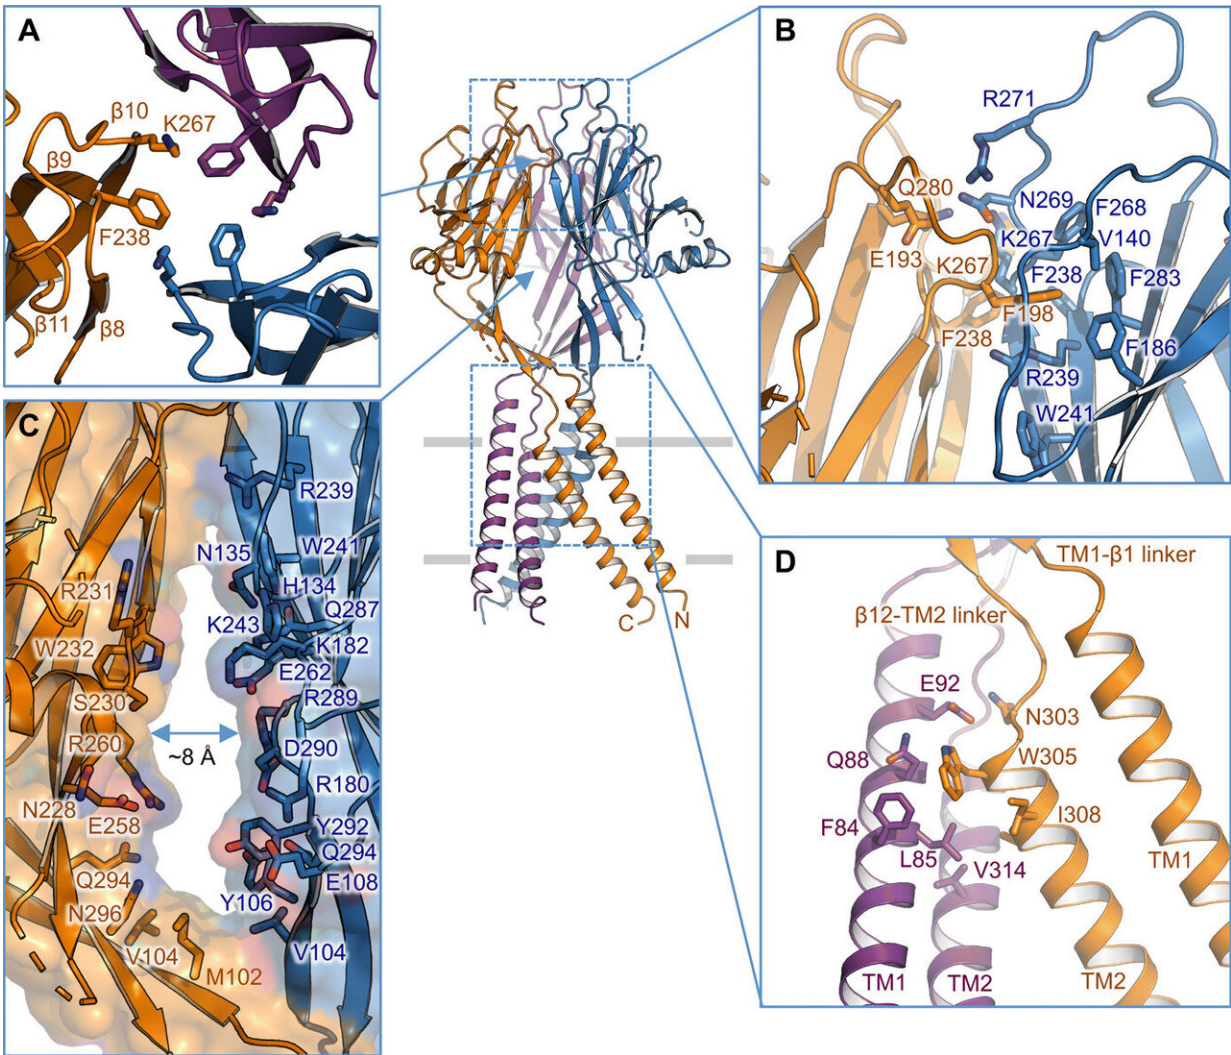 A
β10
K267
β9
F238
β11
β8
B
R271
Q280
N269
F268
K267
V140
E193
K267
F238
F283
F198
F238
F186
R239
W241
C
R239
N135
W241
H134
R231
Q287
K243
K182
W232
E262
S230
R289
R260
~8 Å
D290
R180
N228
E258
Y292
Q294
Q294
E108
Y106
N296
V104
V104
M102
C
N
D
TM1-β1 linker
β12-TM2 linker
E92
N303
Q88
W305
F84
I308
L85
V314
TM1
TM1
TM2
TM2